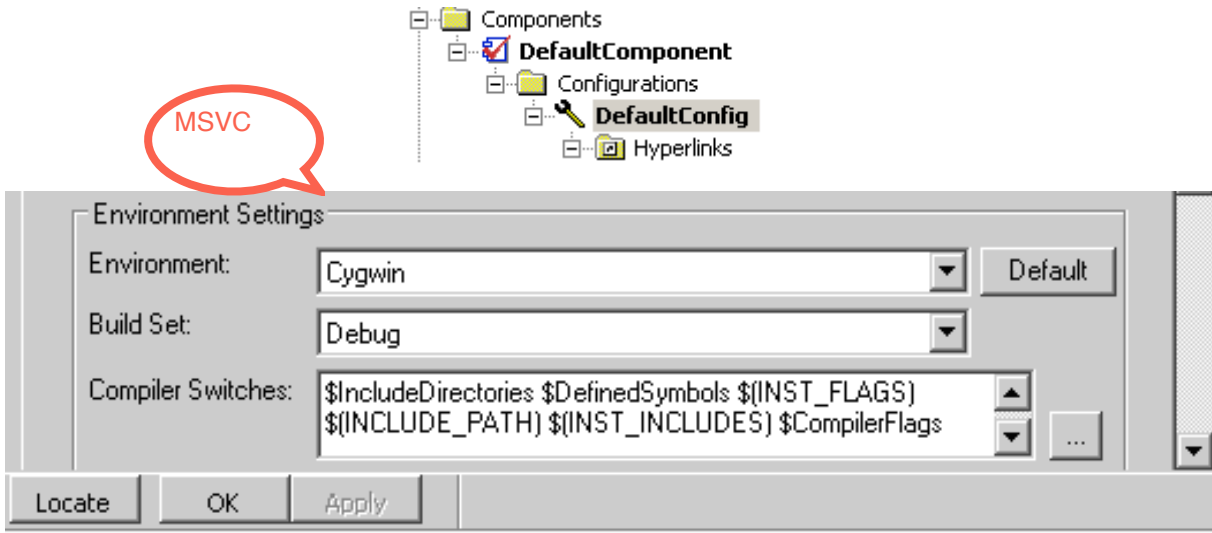 Components
DefaultComponent
Configurations
DefaultConfig
Hyperlinks
MSVC
Environment Settings
Environment:
Cygwin
Default
Build Set:
Debug
Compiler Switches:
$IncludeDirectories $DefinedSymbols $(INST_FLAGS)
$(INCLUDE_PATH) $(INST_INCLUDES) $CompilerFlags
...
Locate
OK
Apply